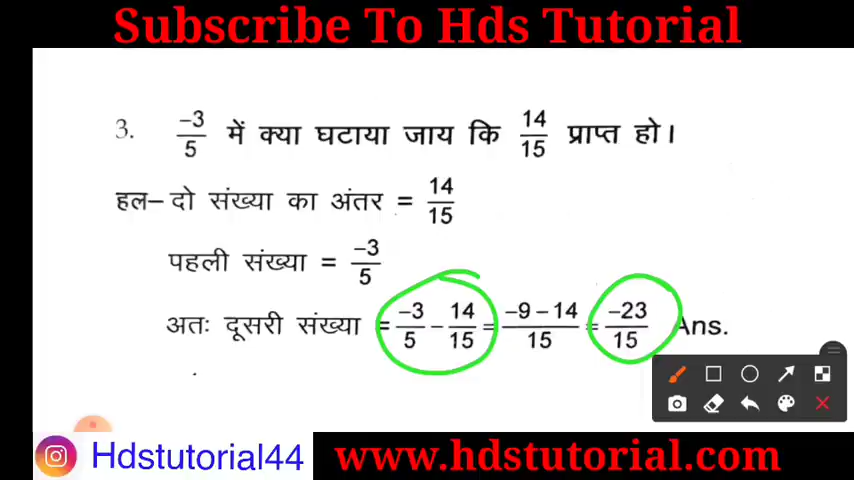 Subscribe To Hds Tutorial
3. -3/5 में क्या घटाया जाय कि 14/15 प्राप्त हो।
हल– दो संख्या का अंतर = 14/15
पहली संख्या = -3/5
अतः दूसरी संख्या = -3/5 - 14/15 = -9-14/15 = -23/15 Ans.
Hdstutorial44 www.hdstutorial.com